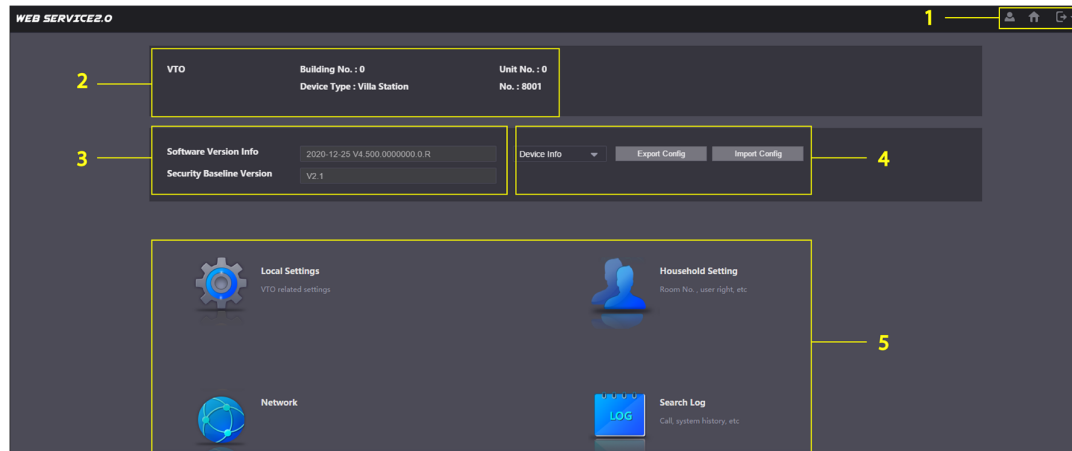 WEB SERVICE2.0
1
2
VTO
Building No. : 0
Unit No. : 0
Device Type : Villa Station
No. : 8001
3
Software Version Info
2020-12-25 V4.500.0000000.0.R
Security Baseline Version
V2.1
Device Info
Export Config
Import Config
4
Local Settings
VTO related settings
Household Setting
Room No. , user right, etc
5
Network
Search Log
Call, system history, etc
LOG